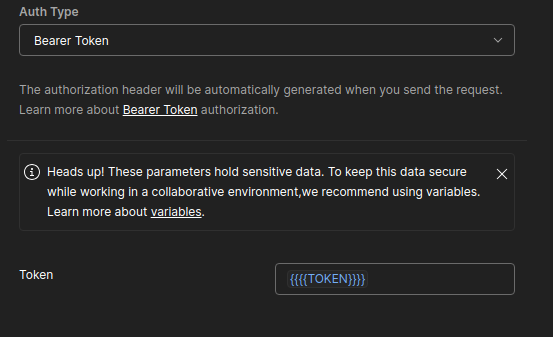 Auth Type
Bearer Token
The authorization header will be automatically generated when you send the request.
Learn more about Bearer Token authorization.
Heads up! These parameters hold sensitive data. To keep this data secure
while working in a collaborative environment,we recommend using variables.
Learn more about variables.
Token
{{{{TOKEN}}}}